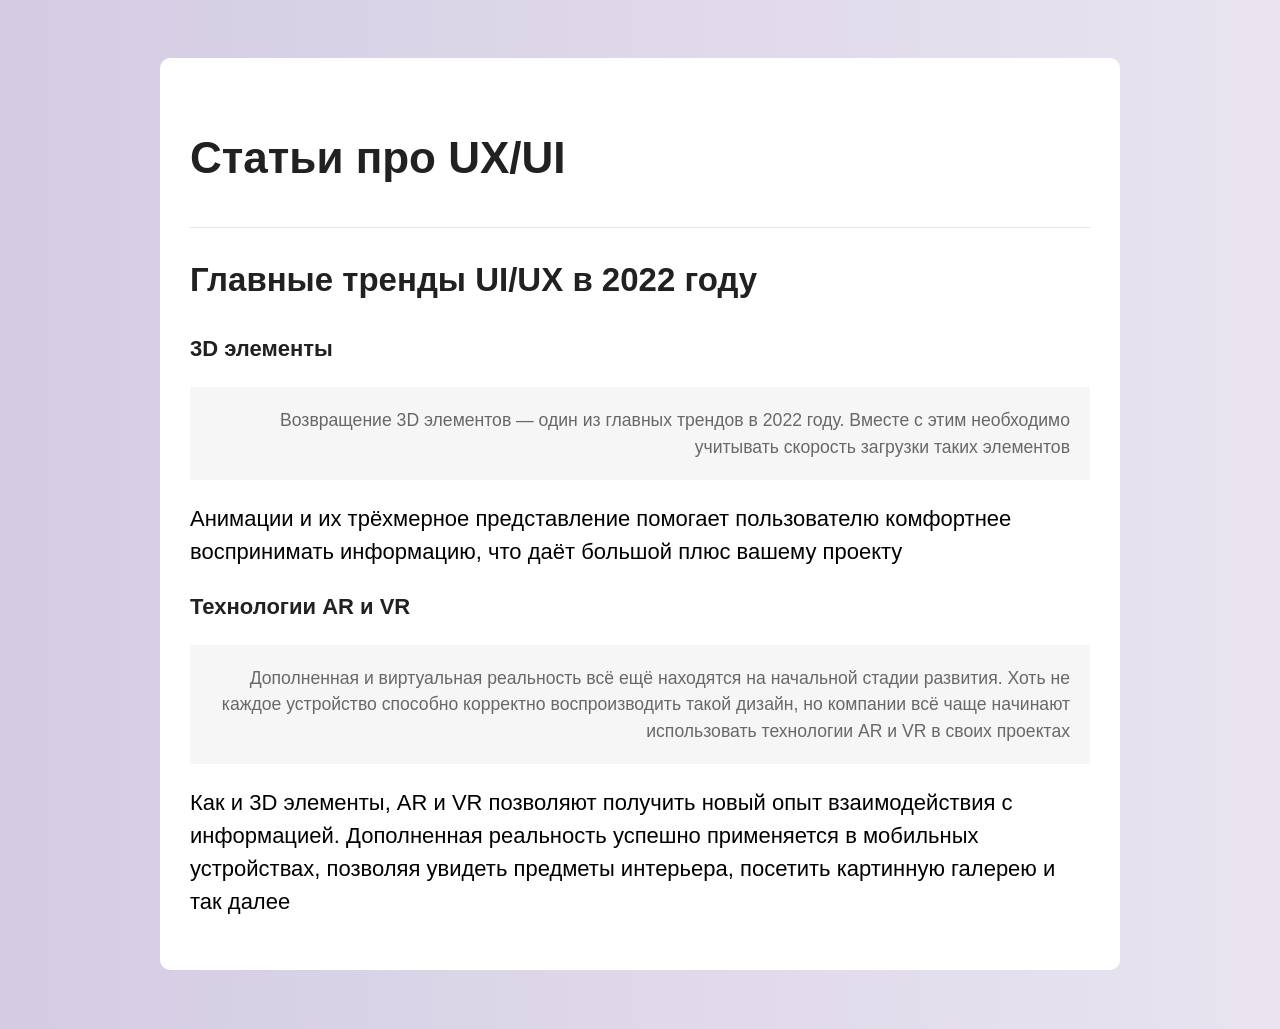 Статьи про UX/UI
Главные тренды UI/UX в 2022 году
3D элементы
Возвращение 3D элементов — один из главных трендов в 2022 году. Вместе с этим необходимо
учитывать скорость загрузки таких элементов
Анимации и их трёхмерное представление помогает пользователю комфортнее
воспринимать информацию, что даёт большой плюс вашему проекту
Технологии AR и VR
Дополненная и виртуальная реальность всё ещё находятся на начальной стадии развития. Хоть не
каждое устройство способно корректно воспроизводить такой дизайн, но компании всё чаще начинают
использовать технологии AR и VR в своих проектах
Как и 3D элементы, AR и VR позволяют получить новый опыт взаимодействия с
информацией. Дополненная реальность успешно применяется в мобильных
устройствах, позволяя увидеть предметы интерьера, посетить картинную галерею и
так далее